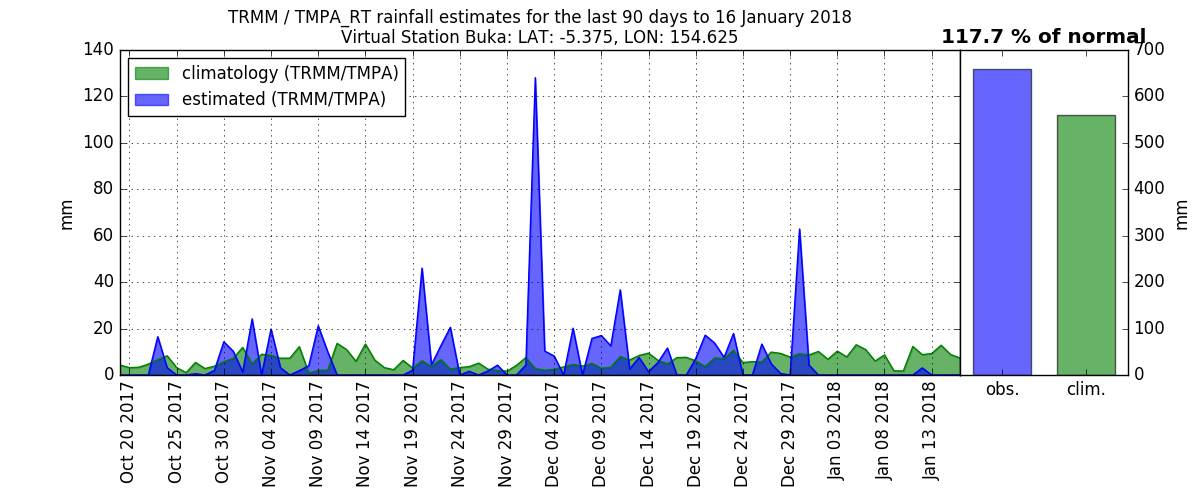 TRMM / TMPA_RT rainfall estimates for the last 90 days to 16 January 2018
Virtual Station Buka: LAT: -5.375, LON: 154.625
117.7 % of normal
climatology (TRMM/TMPA)
estimated (TRMM/TMPA)
mm
140
120
100
80
60
40
20
0
Oct 20 2017
Oct 25 2017
Oct 30 2017
Nov 04 2017
Nov 09 2017
Nov 14 2017
Nov 19 2017
Nov 24 2017
Nov 29 2017
Dec 04 2017
Dec 09 2017
Dec 14 2017
Dec 19 2017
Dec 24 2017
Dec 29 2017
Jan 03 2018
Jan 08 2018
Jan 13 2018
700
600
500
400
300
200
100
0
mm
obs.
clim.